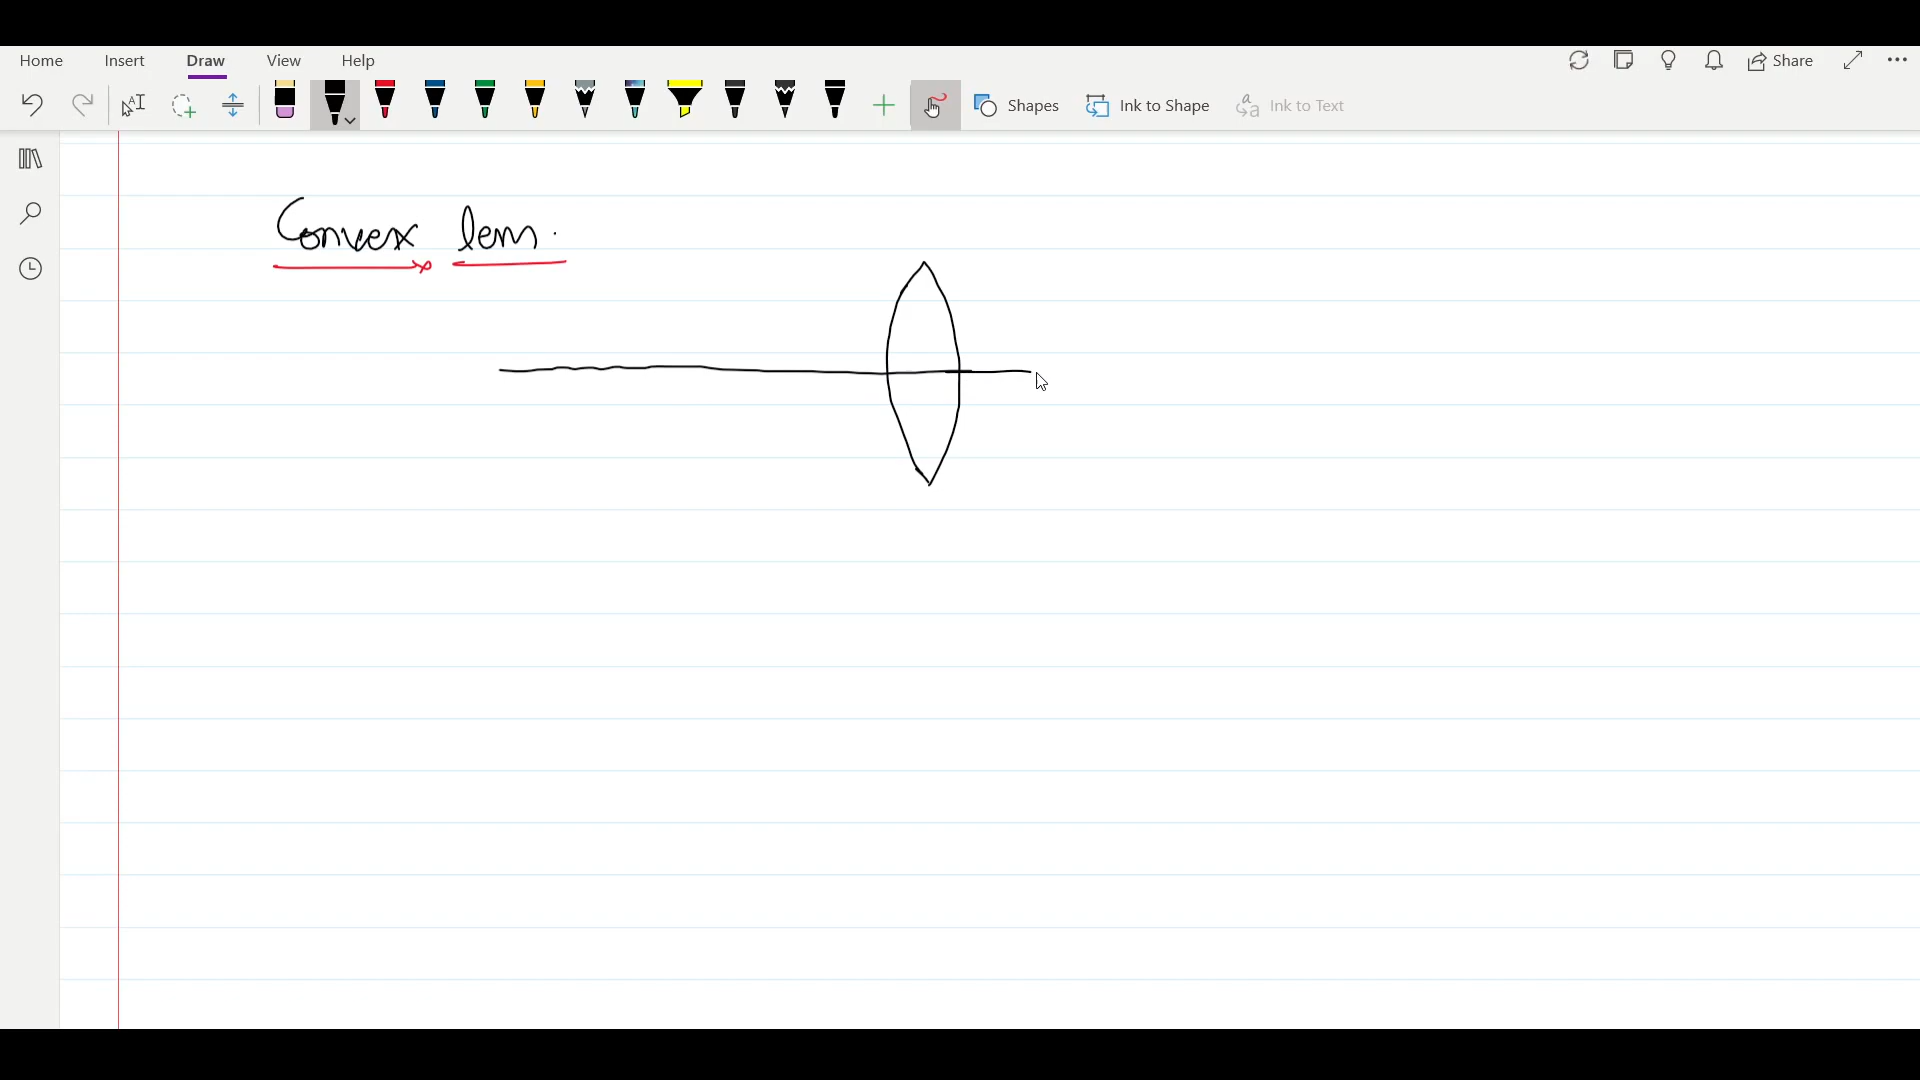 Home Insert Draw View Help Share
Shapes Ink to Shape Ink to Text
Convex lens.